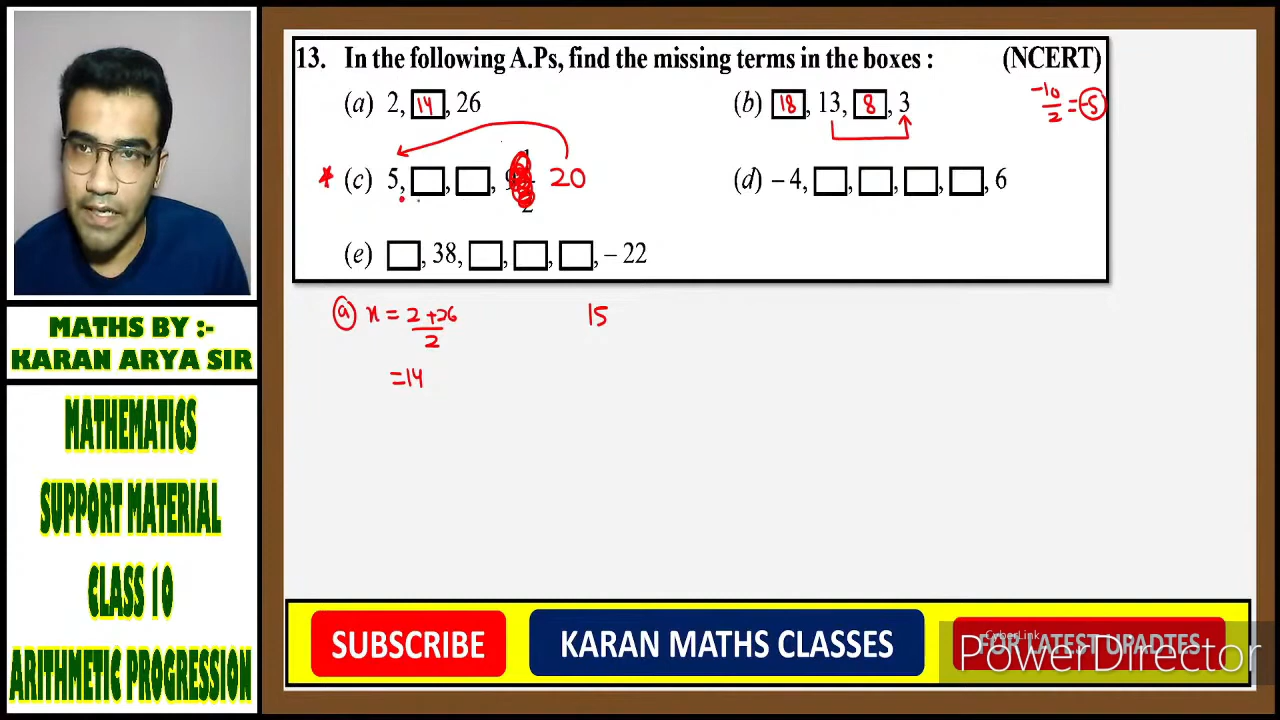 13. In the following A.Ps, find the missing terms in the boxes : (NCERT)
(a) 2, 14, 26
(b) 18, 13, 8, 3
-10/2 = -5
* (c) 5, □, □, 20
(d) – 4, □, □, □, □, 6
(e) □, 38, □, □, □, – 22
(a) x = 2+26/2
15
=14
MATHS BY :-
KARAN ARYA SIR
MATHEMATICS
SUPPORT MATERIAL
CLASS 10
ARITHMETIC PROGRESSION
SUBSCRIBE
KARAN MATHS CLASSES
FOR LATEST UPADTES
CyberLink
PowerDirector